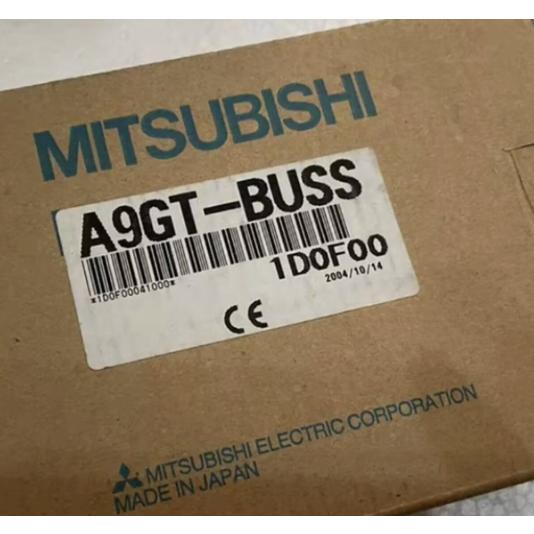 MITSUBISHI
A9GT-BUSS
1D0F00
*1D0F00041000*
2004/10/14
CE
MITSUBISHI ELECTRIC CORPORATION
MADE IN JAPAN